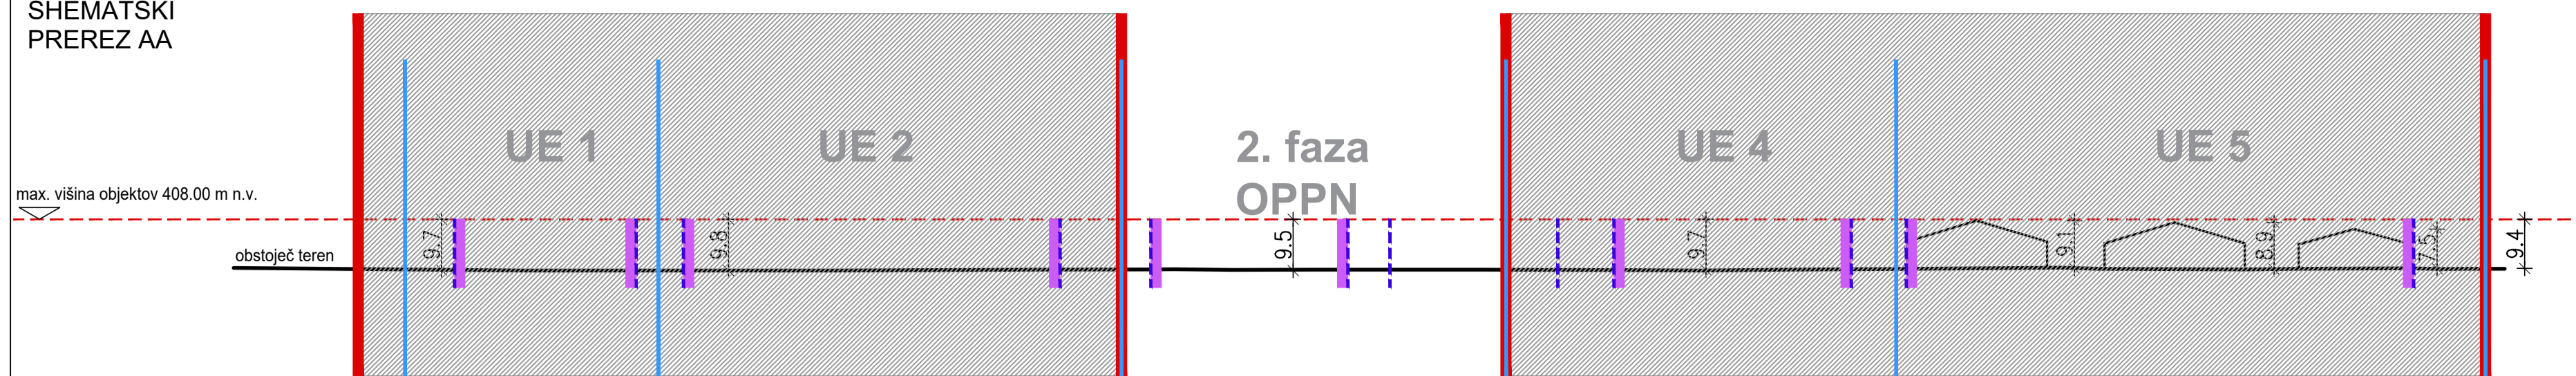 SHEMATSKI
PREREZ AA
UE 1
UE 2
2. faza
OPPN
UE 4
UE 5
max. višina objektov 408.00 m n.v.
obstoječ teren
9.7
9.8
9.5
9.7
9.1
8.9
7.5
9.4